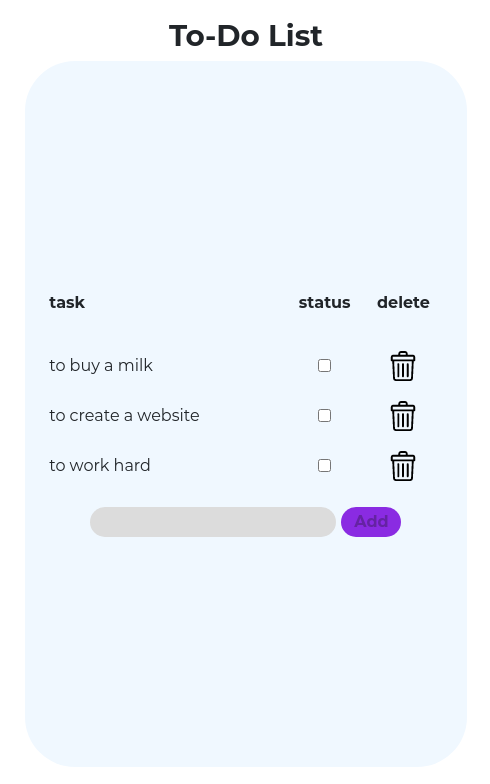 To-Do List
task status delete
to buy a milk
to create a website
to work hard
Add